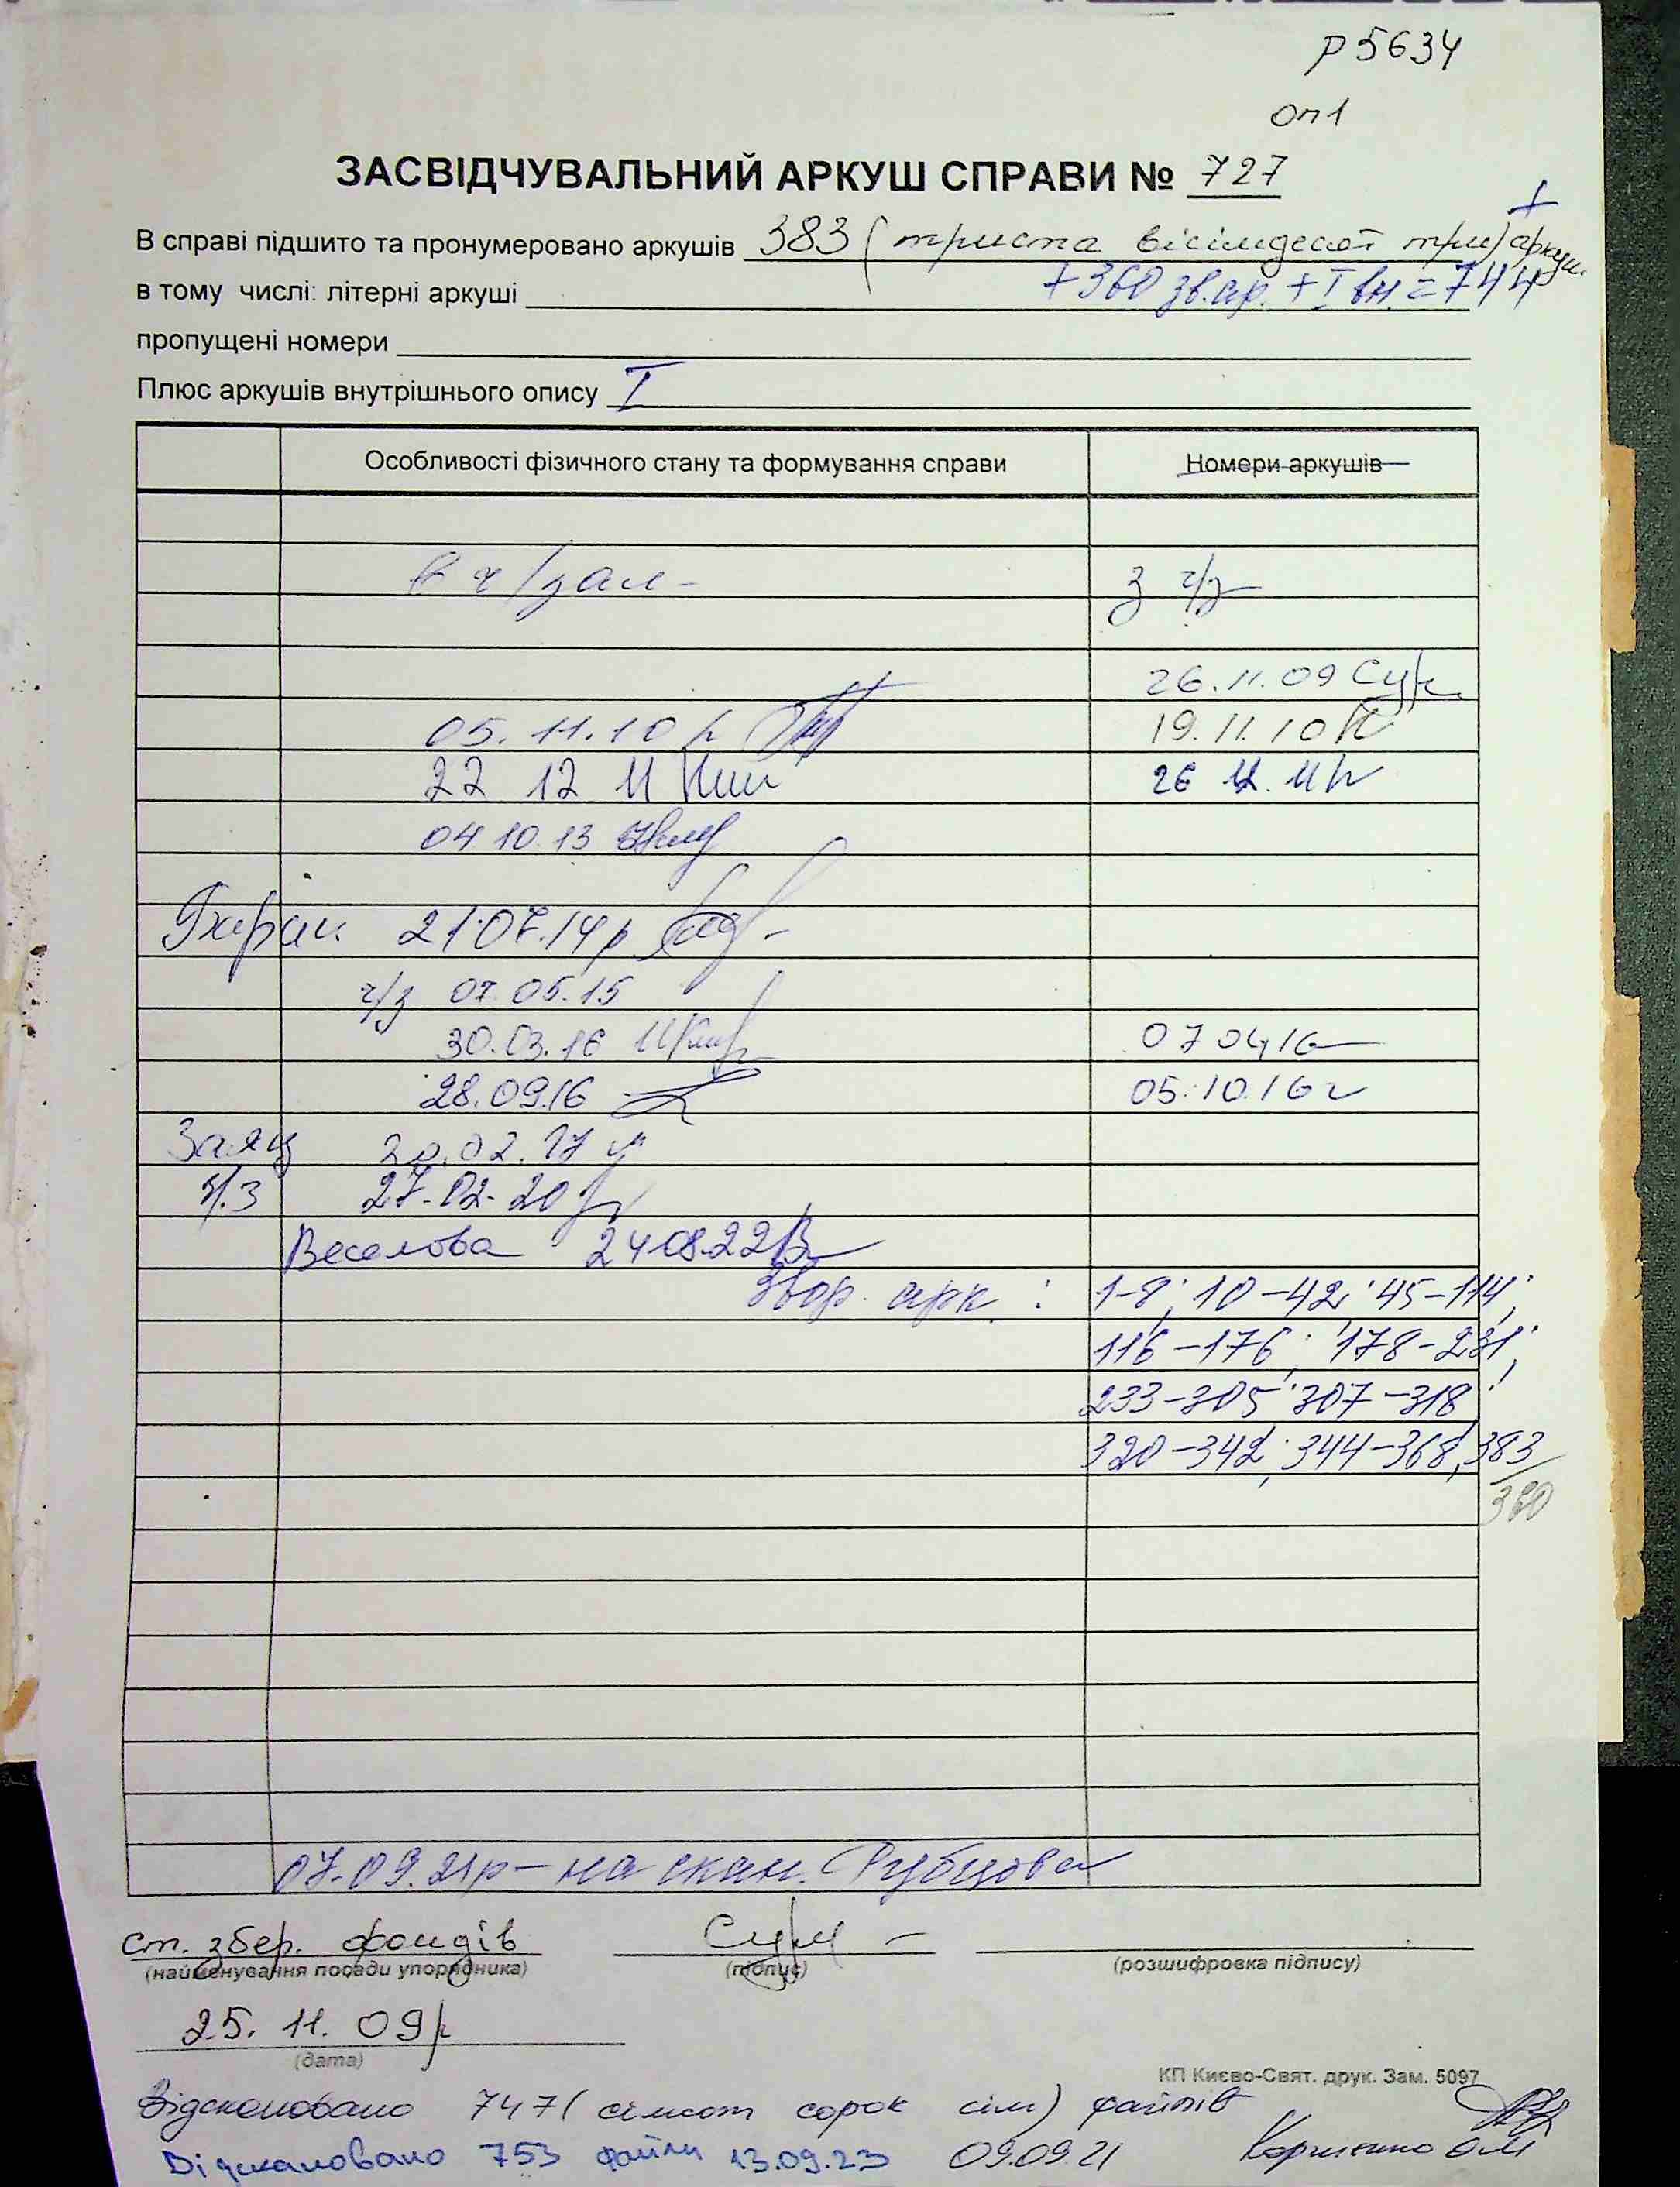 Р5634
оп1
ЗАСВІДЧУВАЛЬНИЙ АРКУШ СПРАВИ № 727
В справі підшито та пронумеровано аркушів 383 (триста вісімдесят три) аркуш.
в тому числі: літерні аркуші +360 зв.ар. + I вн. = 744
пропущені номери
Плюс аркушів внутрішнього опису I
Особливості фізичного стану та формування справи Номери аркушів
в ч/зал- з ч/з
26.11.09
05.11.10 р 19.11.10
22 12 11 26 12.11
04 10 13
21.07.14р
ч/з 07.05.15
30.03.16 07 04 16
28.09.16 05.10.16
Заяц 20.02.17
ч/з 27.02.20
Веселова 24.08.22
Звор. арк. : 1-8; 10-42; 45-114;
116-176; 178-231;
233-305; 307-318;
320-342; 344-368, 383
360
07.09.21р - на скан. Рубцова
ст. збер. фондів
(найменування посади упорядника) (підпис) (розшифровка підпису)
25. 11. 09р
(дата)
КП Києво-Свят. друк. Зам. 5097
Відскановано 747 (сімсот сорок сім) файлів
Відскановано 753 файли 13.09.23 09.09.21 Корниенко ОМ